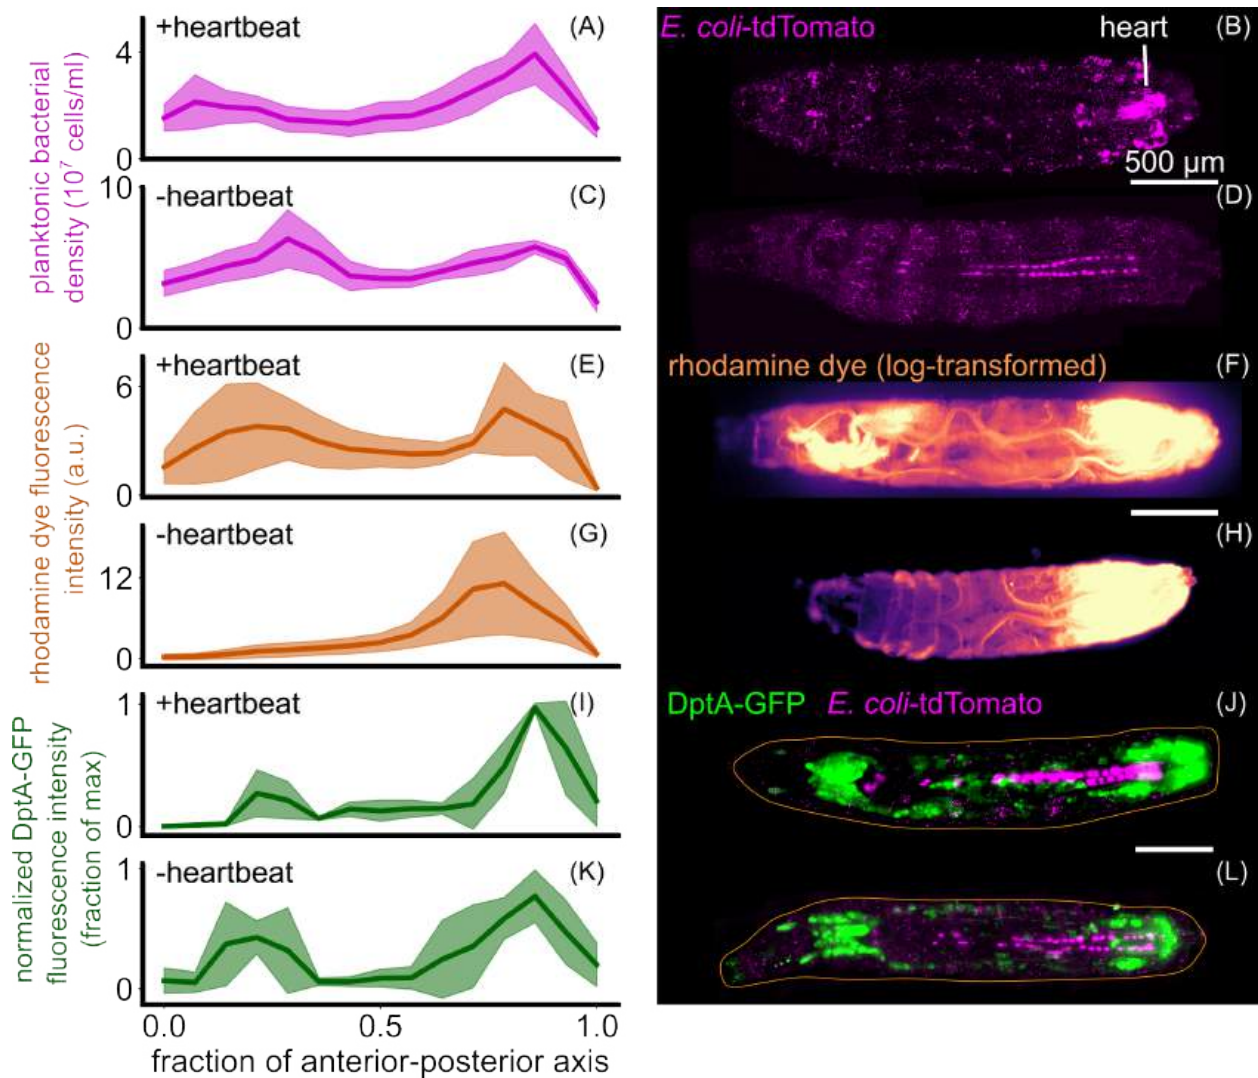 +heartbeat
(A)
4
0
-heartbeat
(C)
10
0
planktonic bacterial
density (10⁷ cells/ml)
+heartbeat
(E)
6
0
-heartbeat
(G)
12
0
rhodamine dye fluorescence
intensity (a.u.)
+heartbeat
(I)
1
0
-heartbeat
(K)
1
0
normalized DptA-GFP
fluorescence intensity
(fraction of max)
0.0 0.5 1.0
fraction of anterior-posterior axis
E. coli-tdTomato
heart
(B)
500 µm
(D)
rhodamine dye (log-transformed)
(F)
(H)
DptA-GFP E. coli-tdTomato
(J)
(L)